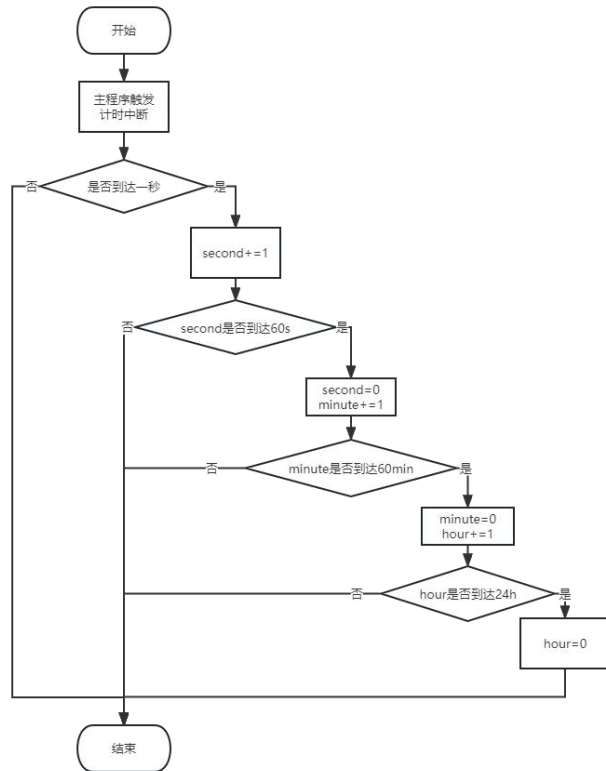 开始
主程序触发
计时中断
否
是否到达一秒
是
second+=1
否
second是否到达60s
是
second=0
minute+=1
否
minute是否到达60min
是
minute=0
hour+=1
否
hour是否到达24h
是
hour=0
结束